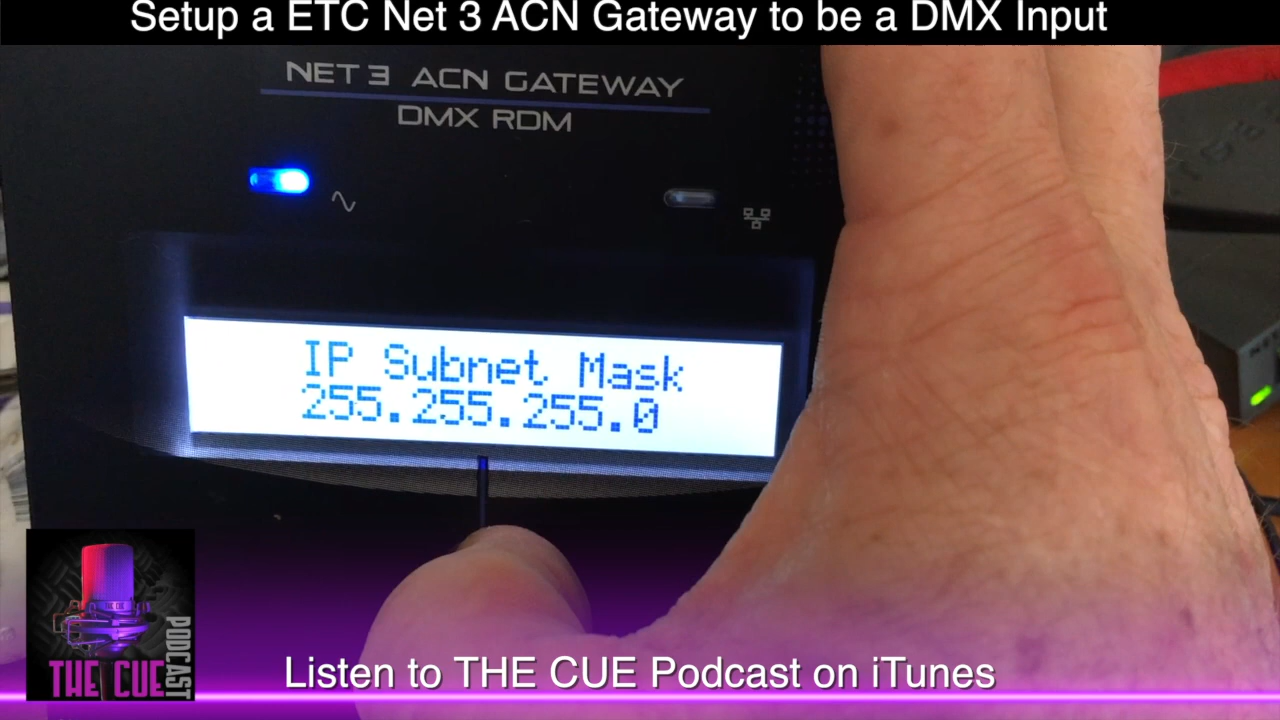 Setup a ETC Net 3 ACN Gateway to be a DMX Input
NET 3 ACN GATEWAY
DMX RDM
IP Subnet Mask
255.255.255.0
THE CUE
PODCAST
Listen to THE CUE Podcast on iTunes